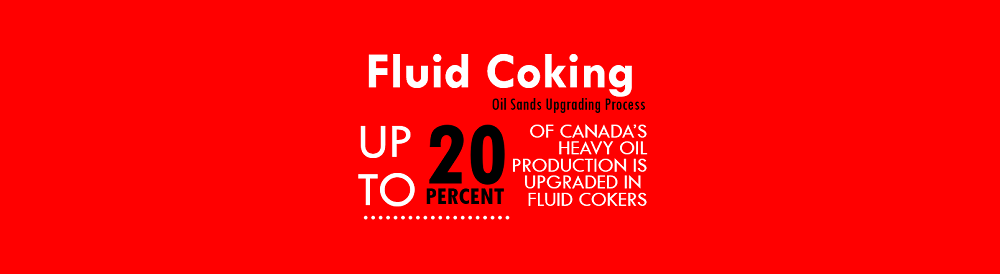 Fluid Coking
Oil Sands Upgrading Process
UP
TO
20
PERCENT
OF CANADA'S
HEAVY OIL
PRODUCTION IS
UPGRADED IN
FLUID COKERS